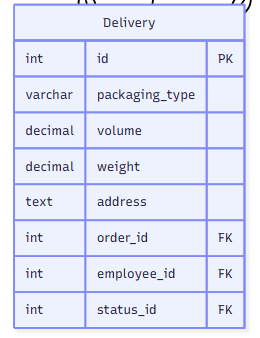 Delivery
int id PK
varchar packaging_type
decimal volume
decimal weight
text address
int order_id FK
int employee_id FK
int status_id FK